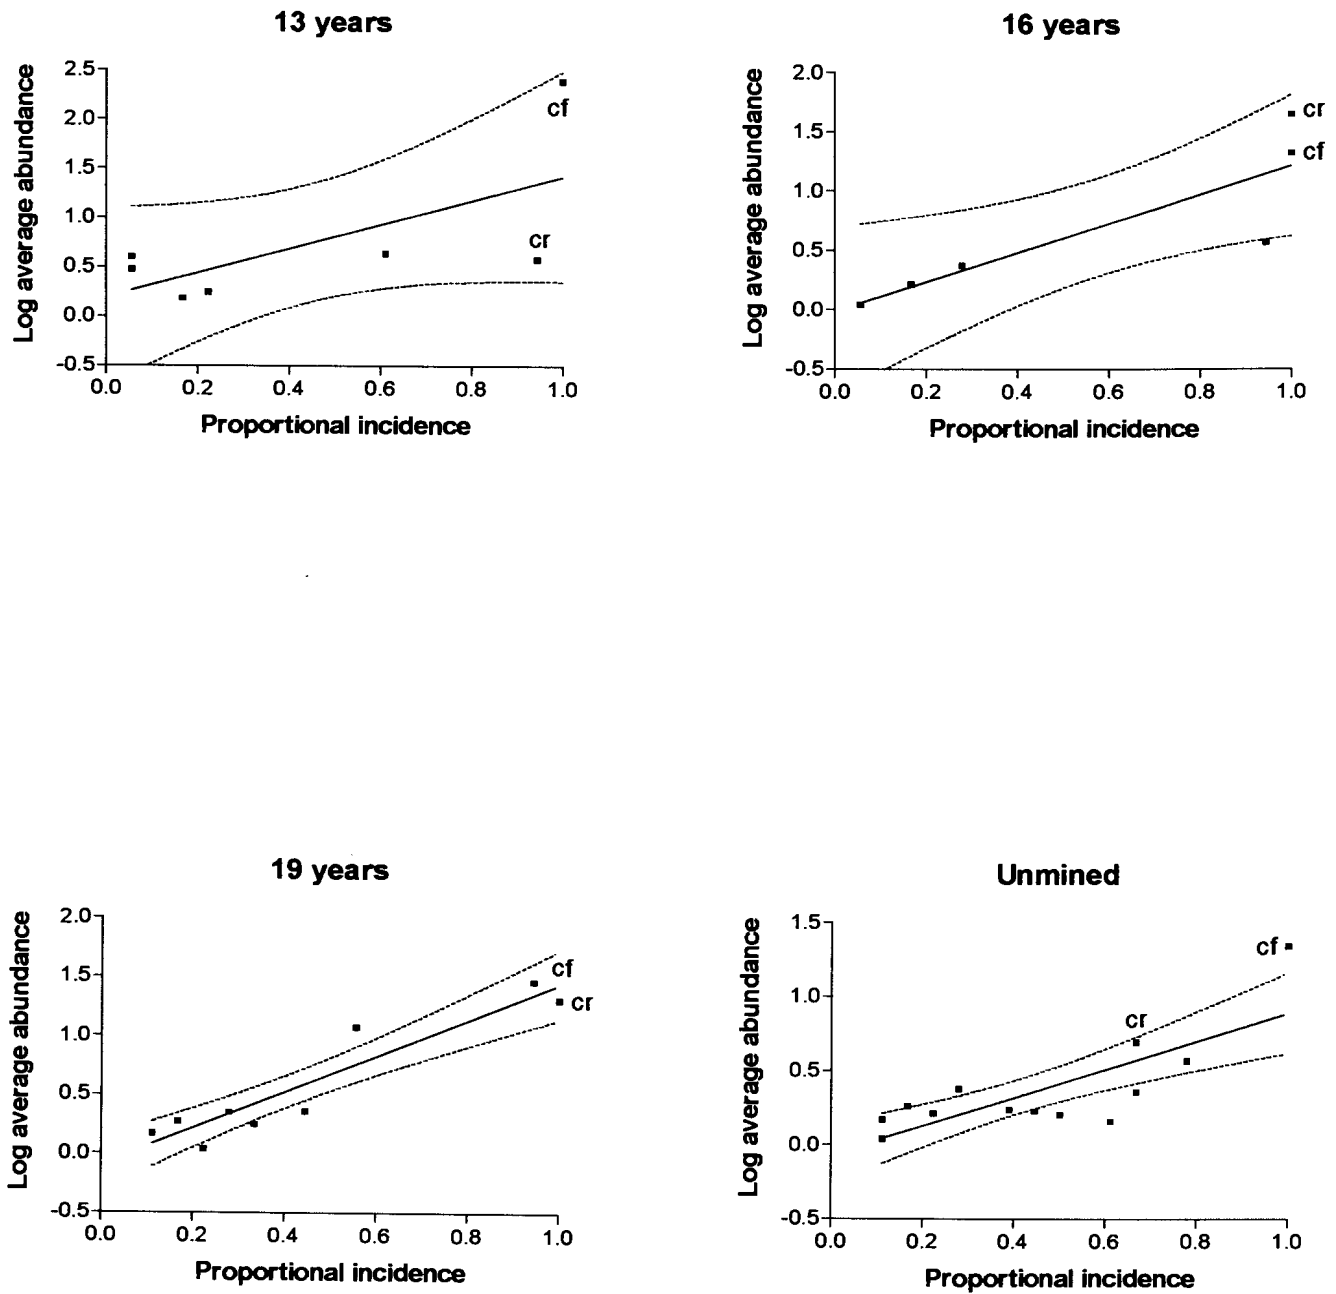 13 years
Log average abundance
2.5
2.0
1.5
1.0
0.5
0.0
-0.5
cf
cr
0.0 0.2 0.4 0.6 0.8 1.0
Proportional incidence
16 years
Log average abundance
2.0
1.5
1.0
0.5
0.0
-0.5
cr
cf
0.0 0.2 0.4 0.6 0.8 1.0
Proportional incidence
19 years
Log average abundance
2.0
1.5
1.0
0.5
0.0
-0.5
cf
cr
0.0 0.2 0.4 0.6 0.8 1.0
Proportional incidence
Unmined
Log average abundance
1.5
1.0
0.5
0.0
-0.5
cf
cr
0.0 0.2 0.4 0.6 0.8 1.0
Proportional incidence